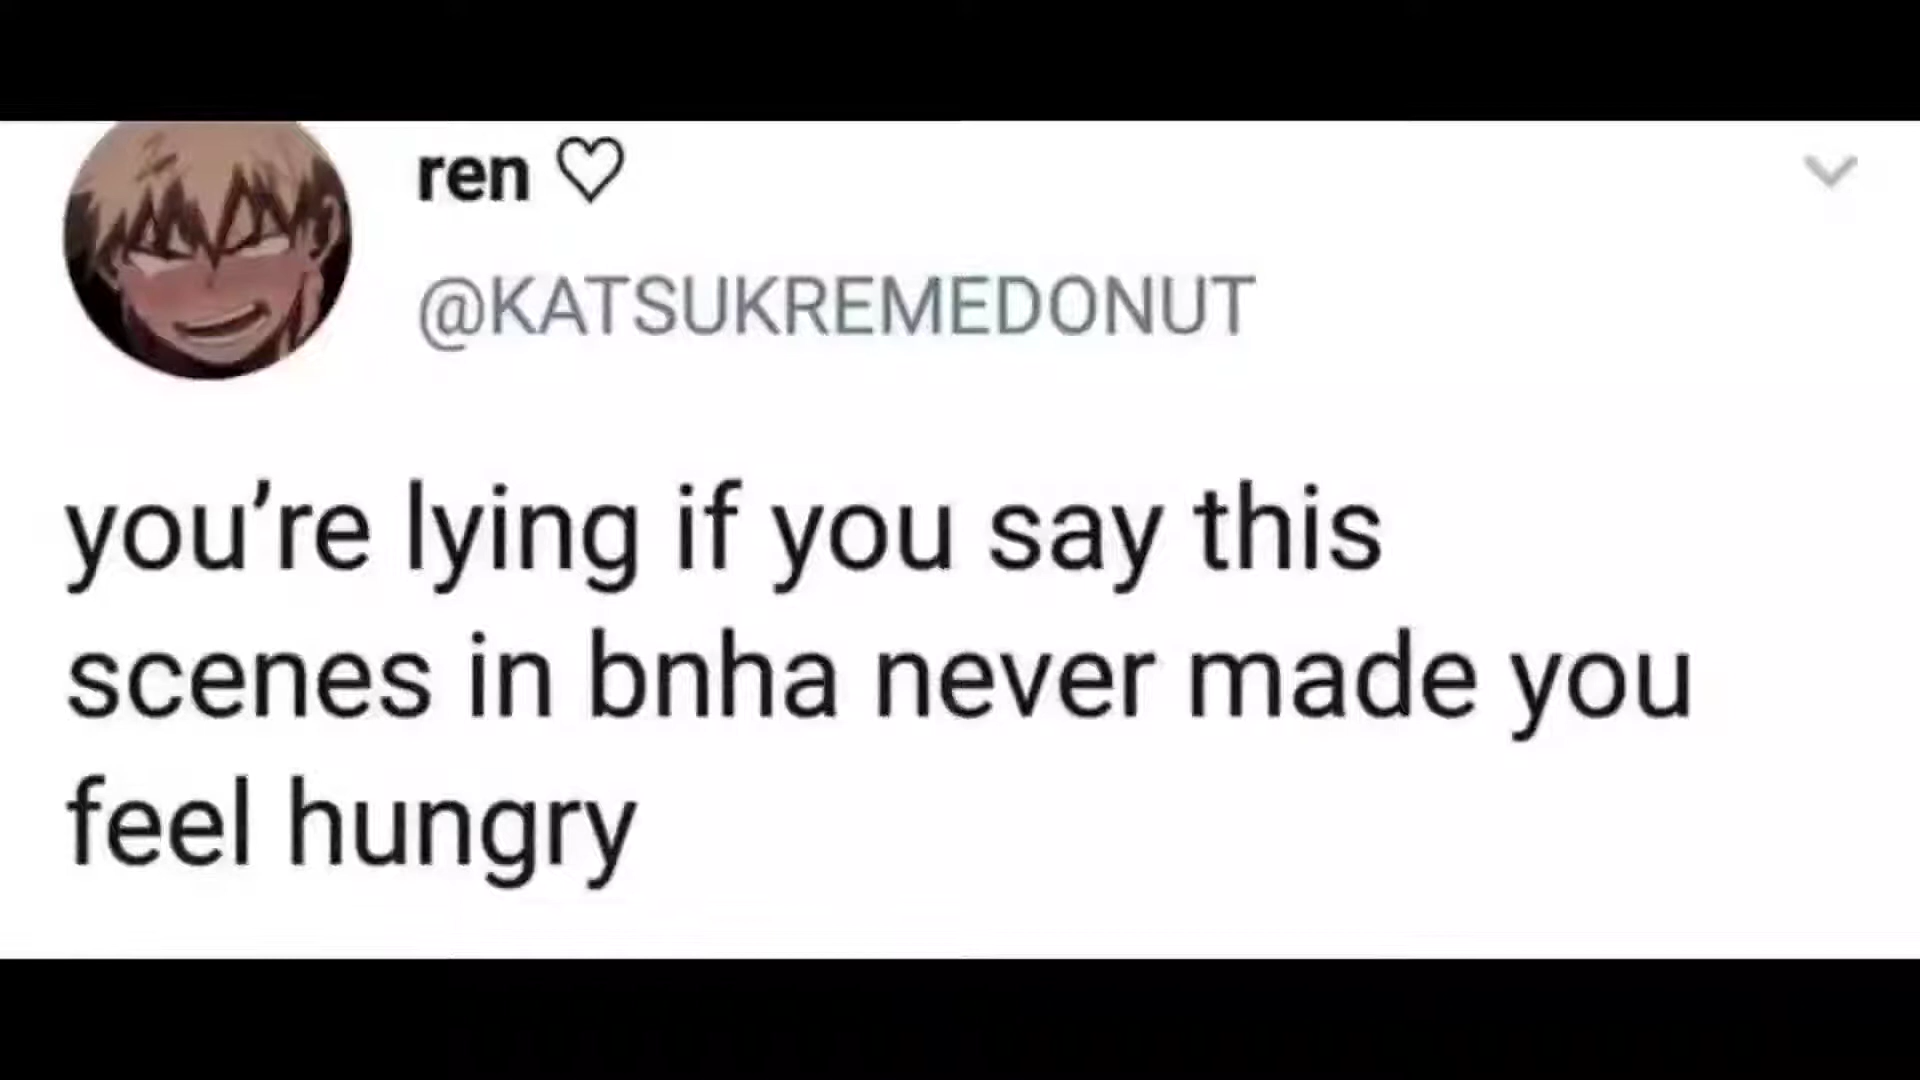 ren ♡
@KATSUKREMEDONUT
you're lying if you say this
scenes in bnha never made you
feel hungry